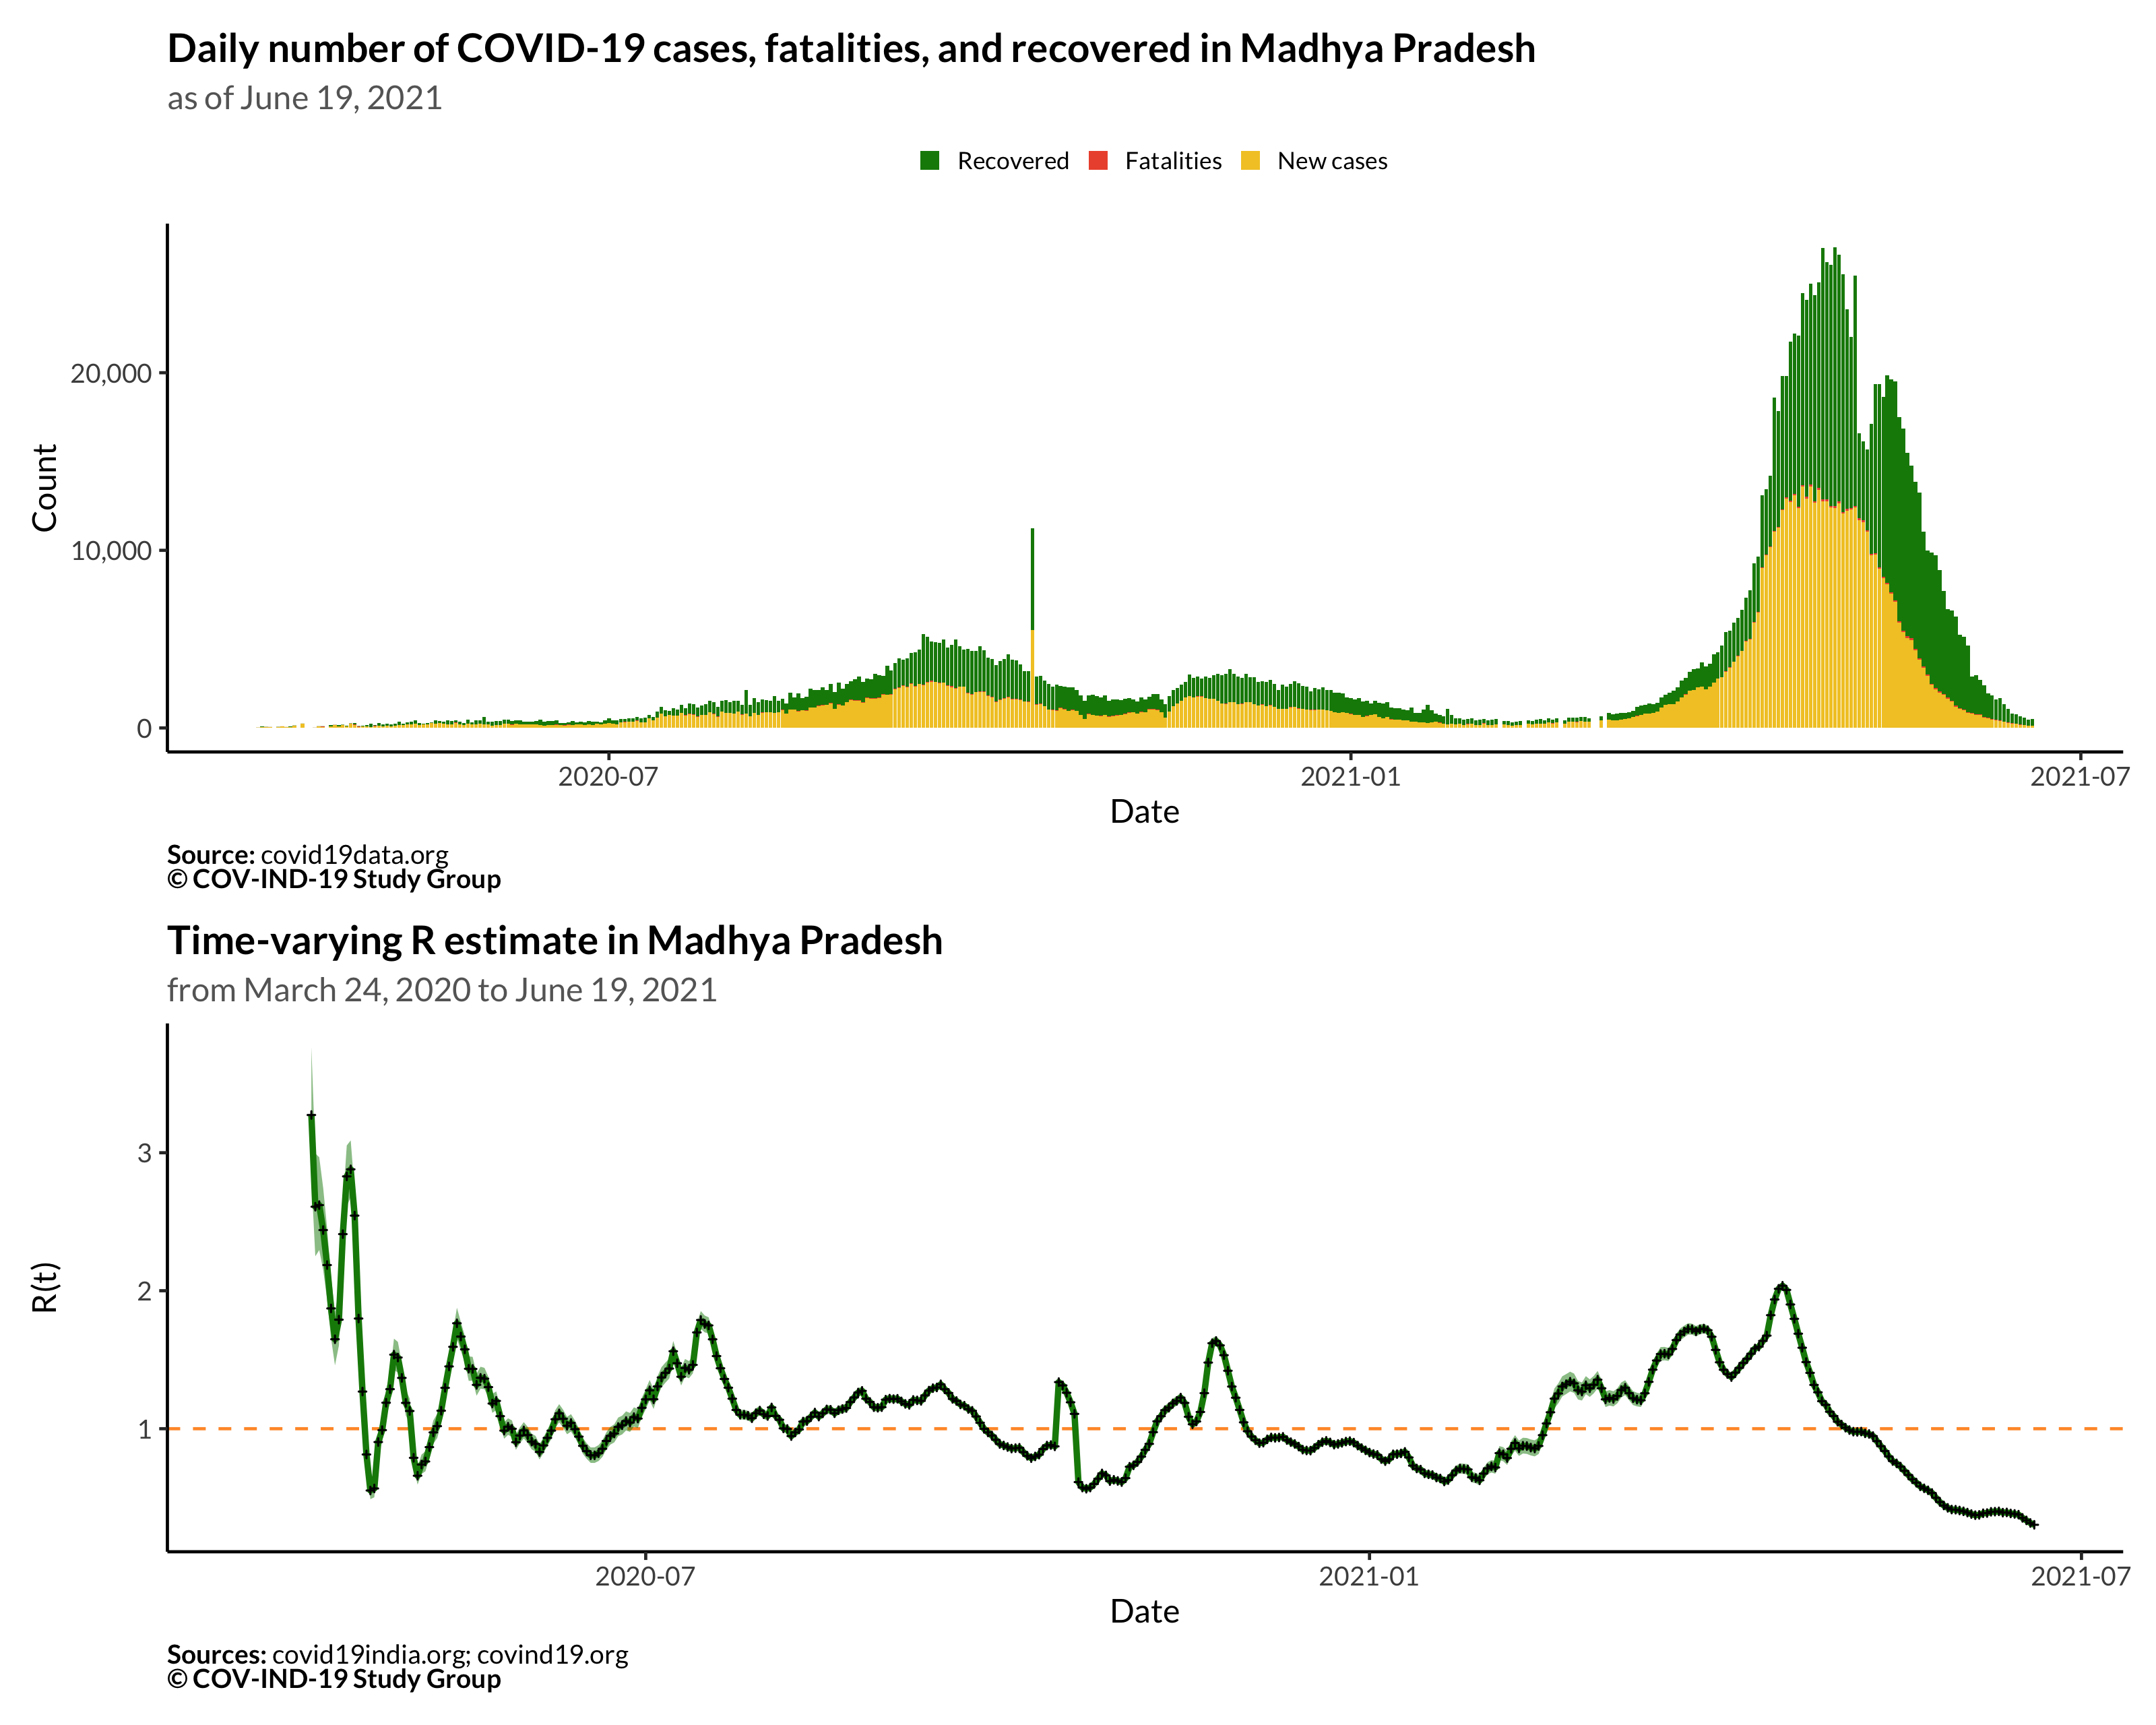 Daily number of COVID-19 cases, fatalities, and recovered in Madhya Pradesh
as of June 19, 2021
Recovered Fatalities New cases
Count
20,000
10,000
0
2020-07 2021-01 2021-07
Date
Source: covid19data.org
© COV-IND-19 Study Group
Time-varying R estimate in Madhya Pradesh
from March 24, 2020 to June 19, 2021
R(t)
3
2
1
2020-07 2021-01 2021-07
Date
Sources: covid19india.org; covind19.org
© COV-IND-19 Study Group